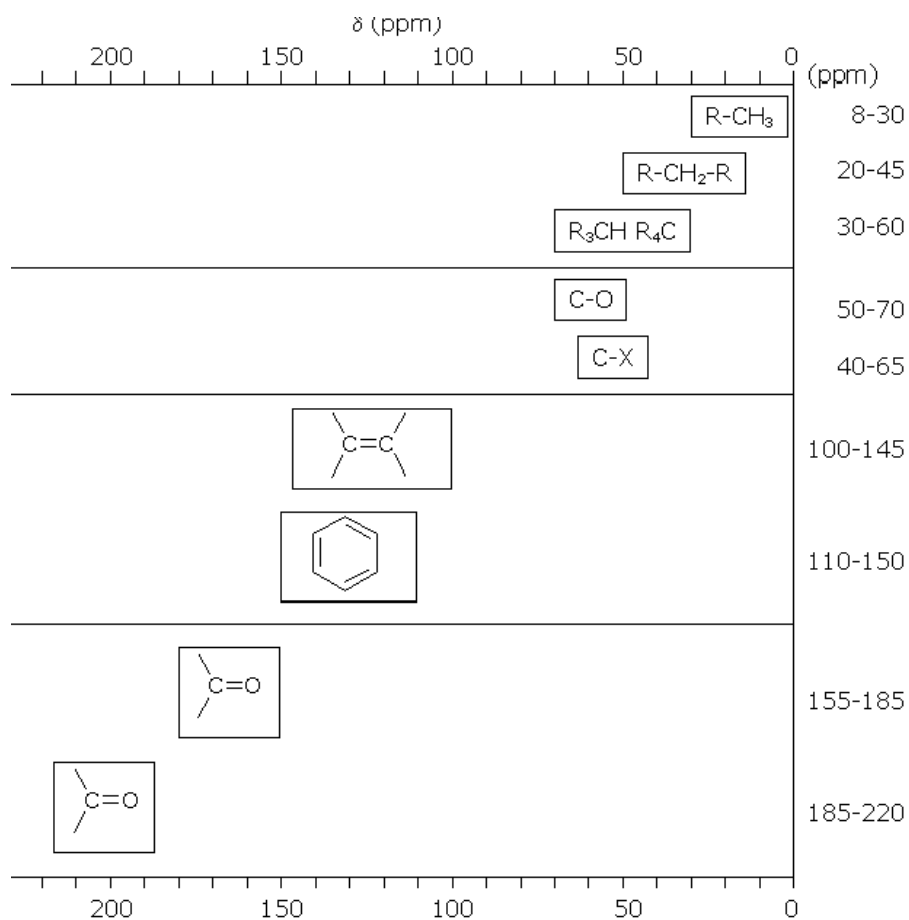 δ (ppm)
200 150 100 50 0
(ppm)
R-CH₃ 8-30
R-CH₂-R 20-45
R₃CH R₄C 30-60
C-O 50-70
C-X 40-65
C=C 100-145
110-150
C=O 155-185
C=O 185-220
200 150 100 50 0